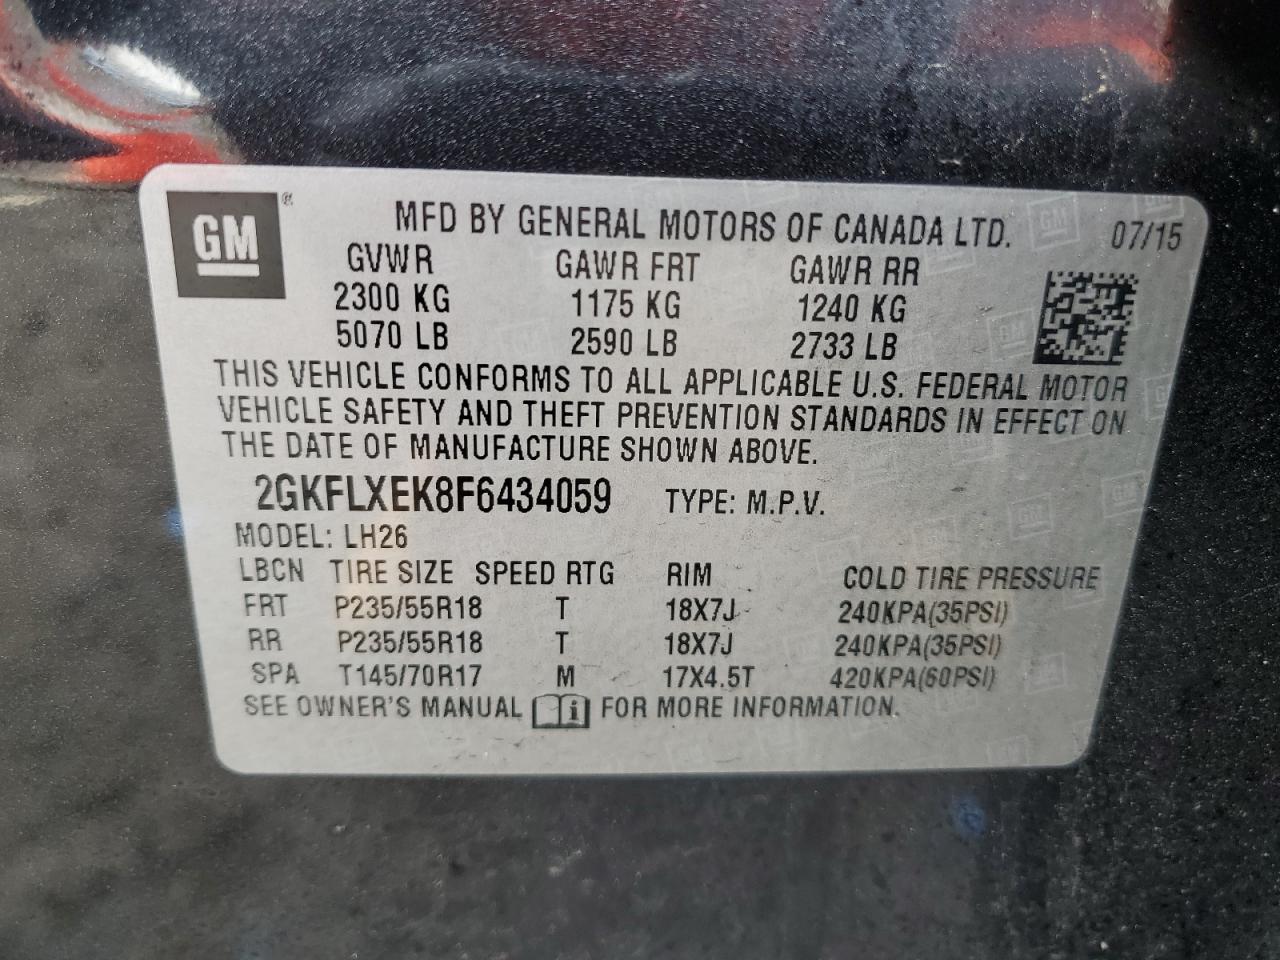 GM ® MFD BY GENERAL MOTORS OF CANADA LTD. 07/15
GVWR GAWR FRT GAWR RR
2300 KG 1175 KG 1240 KG
5070 LB 2590 LB 2733 LB
THIS VEHICLE CONFORMS TO ALL APPLICABLE U.S. FEDERAL MOTOR
VEHICLE SAFETY AND THEFT PREVENTION STANDARDS IN EFFECT ON
THE DATE OF MANUFACTURE SHOWN ABOVE.
2GKFLXEK8F6434059 TYPE: M.P.V.
MODEL: LH26
LBCN TIRE SIZE SPEED RTG RIM COLD TIRE PRESSURE
FRT P235/55R18 T 18X7J 240KPA(35PSI)
RR P235/55R18 T 18X7J 240KPA(35PSI)
SPA T145/70R17 M 17X4.5T 420KPA(60PSI)
SEE OWNER'S MANUAL i FOR MORE INFORMATION.